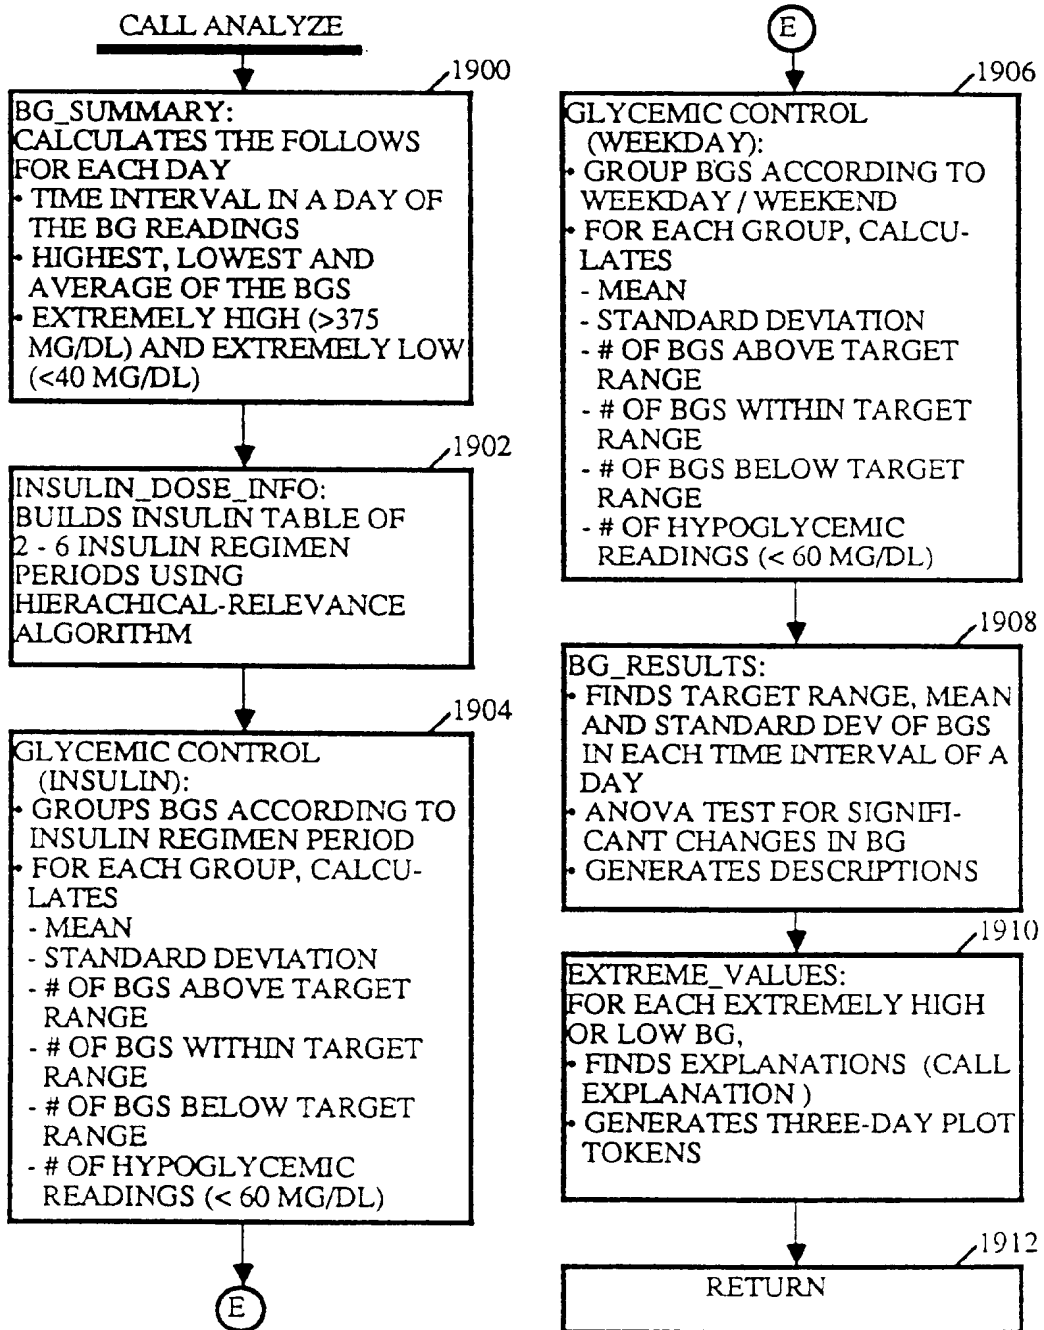 CALL ANALYZE
1900
BG_SUMMARY:
CALCULATES THE FOLLOWS
FOR EACH DAY
• TIME INTERVAL IN A DAY OF
THE BG READINGS
• HIGHEST, LOWEST AND
AVERAGE OF THE BGS
• EXTREMELY HIGH (>375
MG/DL) AND EXTREMELY LOW
(<40 MG/DL)
1902
INSULIN_DOSE_INFO:
BUILDS INSULIN TABLE OF
2 - 6 INSULIN REGIMEN
PERIODS USING
HIERACHICAL-RELEVANCE
ALGORITHM
1904
GLYCEMIC CONTROL
(INSULIN):
• GROUPS BGS ACCORDING TO
INSULIN REGIMEN PERIOD
• FOR EACH GROUP, CALCU-
LATES
- MEAN
- STANDARD DEVIATION
- # OF BGS ABOVE TARGET
RANGE
- # OF BGS WITHIN TARGET
RANGE
- # OF BGS BELOW TARGET
RANGE
- # OF HYPOGLYCEMIC
READINGS (< 60 MG/DL)
E
E
1906
GLYCEMIC CONTROL
(WEEKDAY):
• GROUP BGS ACCORDING TO
WEEKDAY / WEEKEND
• FOR EACH GROUP, CALCU-
LATES
- MEAN
- STANDARD DEVIATION
- # OF BGS ABOVE TARGET
RANGE
- # OF BGS WITHIN TARGET
RANGE
- # OF BGS BELOW TARGET
RANGE
- # OF HYPOGLYCEMIC
READINGS (< 60 MG/DL)
1908
BG_RESULTS:
• FINDS TARGET RANGE, MEAN
AND STANDARD DEV OF BGS
IN EACH TIME INTERVAL OF A
DAY
• ANOVA TEST FOR SIGNIFI-
CANT CHANGES IN BG
• GENERATES DESCRIPTIONS
1910
EXTREME_VALUES:
FOR EACH EXTREMELY HIGH
OR LOW BG,
• FINDS EXPLANATIONS (CALL
EXPLANATION )
• GENERATES THREE-DAY PLOT
TOKENS
1912
RETURN